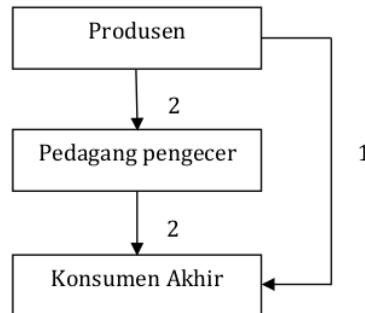 Produsen
2
Pedagang pengecer
1
2
Konsumen Akhir